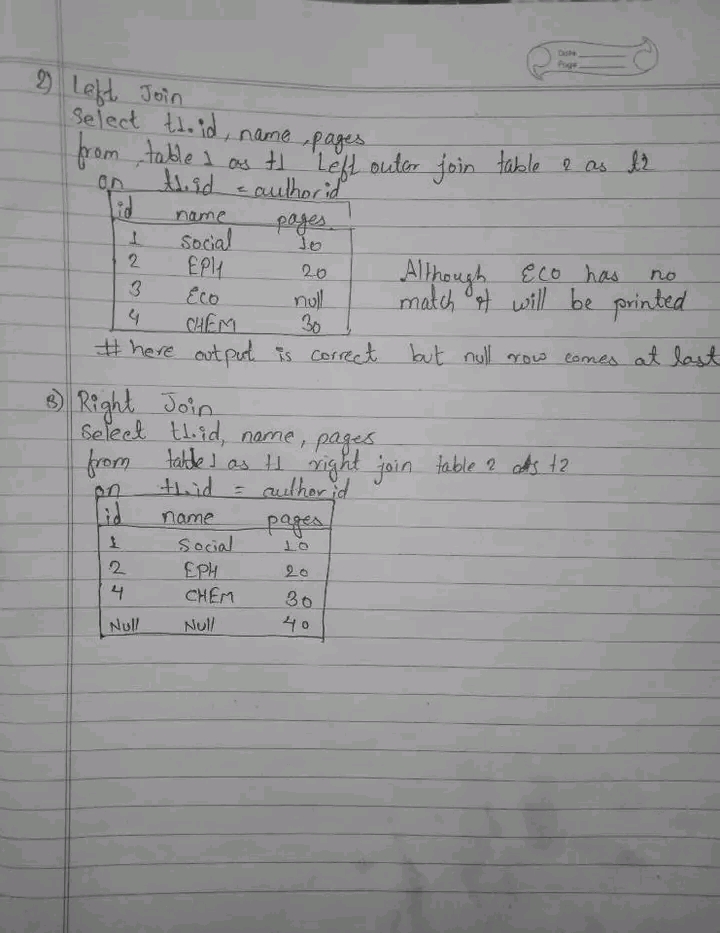 Date
Page
2) Left Join
Select t1.id, name, pages
from table 1 as t1 Left outer join table 2 as t2
on t1.id = authorid
id name pages
1 Social 10
2 EPH 20
3 Eco null
4 CHEM 30
Although Eco has no
match it will be printed
# here output is correct but null row comes at last
3) Right Join
Select t1.id, name, pages
from table 1 as t1 right join table 2 as t2
on t1.id = authorid
id name pages
1 Social 10
2 EPH 20
4 CHEM 30
Null Null 40